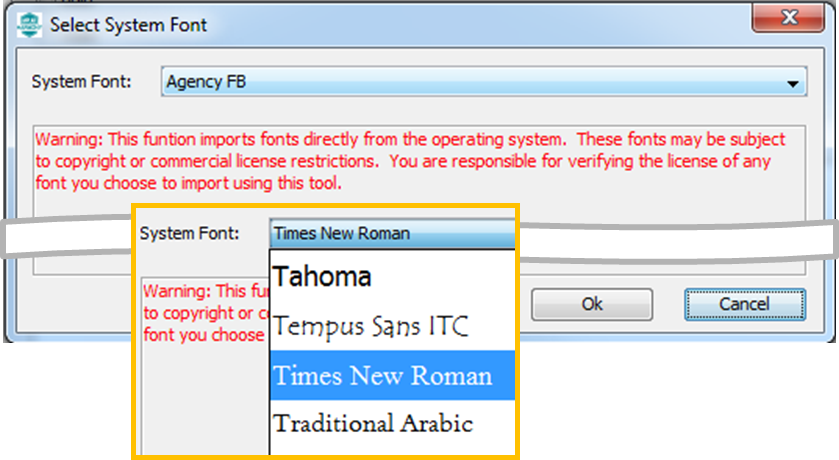 Select System Font
System Font:
Agency FB
Warning: This funtion imports fonts directly from the operating system.  These fonts may be subject
to copyright or commercial license restrictions.  You are responsible for verifying the license of any
font you choose to import using this tool.
System Font:
Times New Roman
Warning: This fu
to copyright or c
font you choose
Tahoma
Tempus Sans ITC
Times New Roman
Traditional Arabic
Ok
Cancel